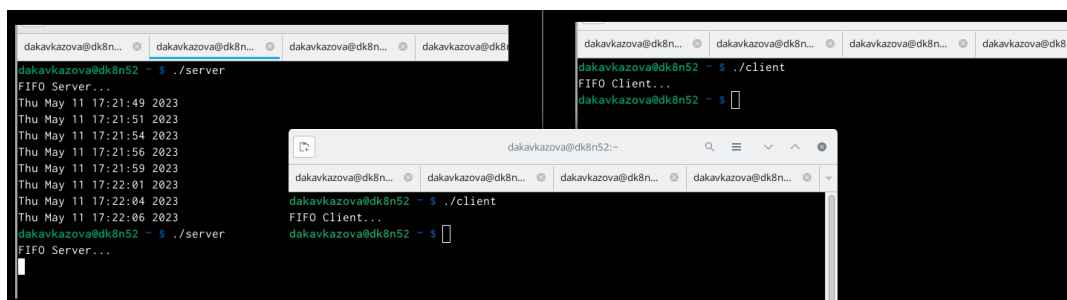 dakavkazova@dk8n... dakavkazova@dk8n... dakavkazova@dk8n... dakavkazova@dk8n
dakavkazova@dk8n52 ~ $ ./server
FIFO Server...
Thu May 11 17:21:49 2023
Thu May 11 17:21:51 2023
Thu May 11 17:21:54 2023
Thu May 11 17:21:56 2023
Thu May 11 17:21:59 2023
Thu May 11 17:22:01 2023
Thu May 11 17:22:04 2023
Thu May 11 17:22:06 2023
dakavkazova@dk8n52 ~ $ ./server
FIFO Server...
dakavkazova@dk8n... dakavkazova@dk8n... dakavkazova@dk8n... dakavkazova@dk8
dakavkazova@dk8n52 ~ $ ./client
FIFO Client...
dakavkazova@dk8n52 ~ $
dakavkazova@dk8n52:~
dakavkazova@dk8n... dakavkazova@dk8n... dakavkazova@dk8n... dakavkazova@dk8n...
dakavkazova@dk8n52 ~ $ ./client
FIFO Client...
dakavkazova@dk8n52 ~ $